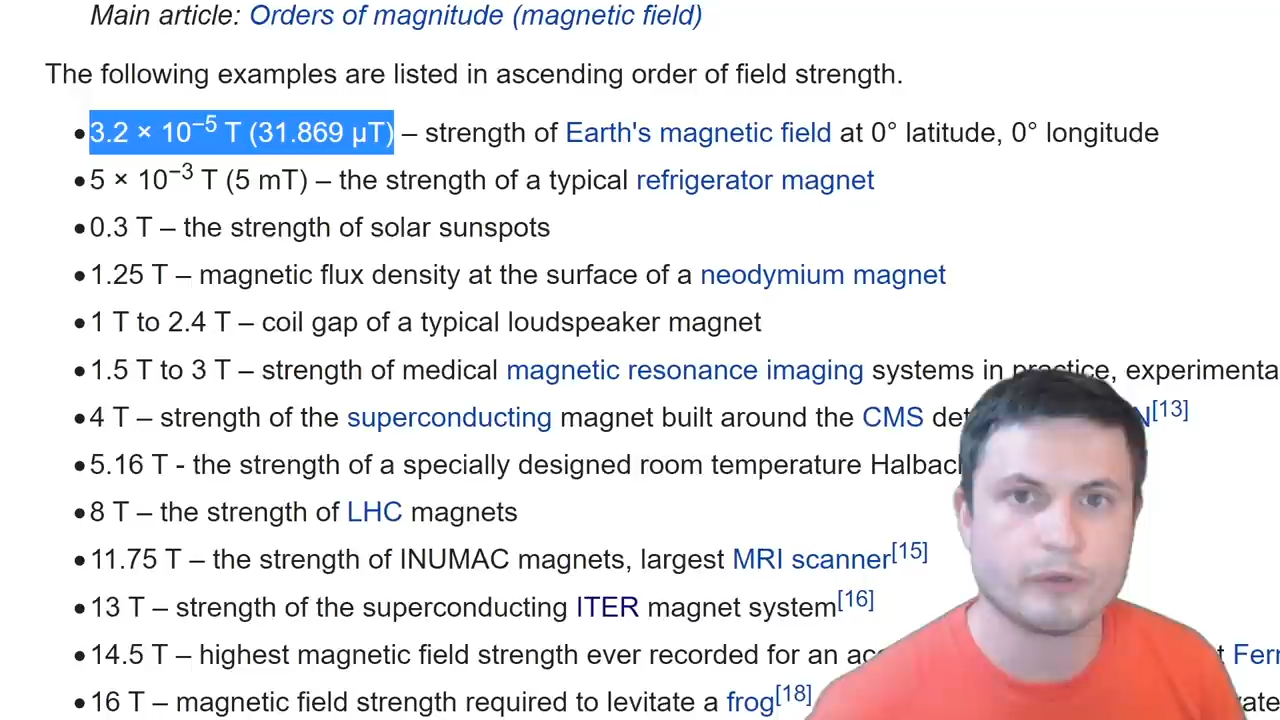 Main article: Orders of magnitude (magnetic field)
The following examples are listed in ascending order of field strength.
• 3.2 × 10⁻⁵ T (31.869 μT) – strength of Earth's magnetic field at 0° latitude, 0° longitude
• 5 × 10⁻³ T (5 mT) – the strength of a typical refrigerator magnet
• 0.3 T – the strength of solar sunspots
• 1.25 T – magnetic flux density at the surface of a neodymium magnet
• 1 T to 2.4 T – coil gap of a typical loudspeaker magnet
• 1.5 T to 3 T – strength of medical magnetic resonance imaging systems in practice, experimenta
• 4 T – strength of the superconducting magnet built around the CMS det N[13]
• 5.16 T - the strength of a specially designed room temperature Halbac
• 8 T – the strength of LHC magnets
• 11.75 T – the strength of INUMAC magnets, largest MRI scanner[15]
• 13 T – strength of the superconducting ITER magnet system[16]
• 14.5 T – highest magnetic field strength ever recorded for an ac t Fer
• 16 T – magnetic field strength required to levitate a frog[18] vate